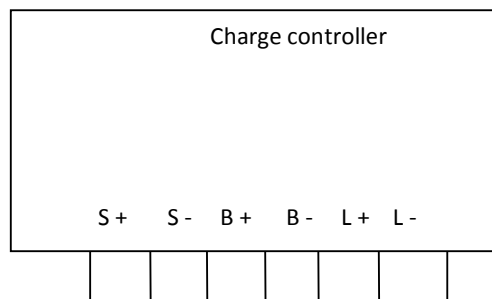 Charge controller
S + S - B + B - L + L -